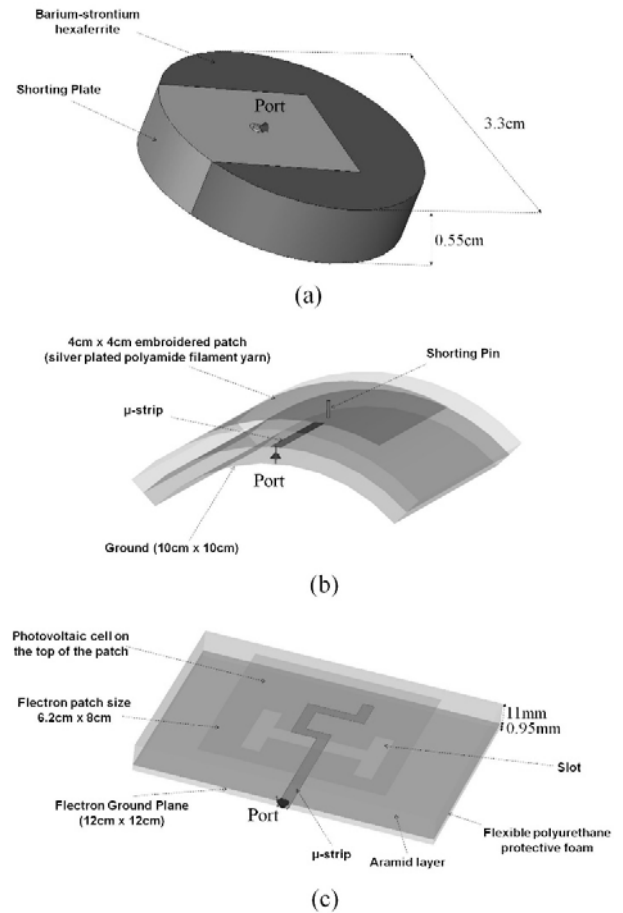 Barium-strontium
hexaferrite
Shorting Plate
Port
3.3cm
0.55cm
(a)
4cm x 4cm embroidered patch
(silver plated polyamide filament yarn)
Shorting Pin
μ-strip
Port
Ground (10cm x 10cm)
(b)
Photovoltaic cell on
the top of the patch
Flectron patch size
6.2cm x 8cm
11mm
0.95mm
Slot
Flectron Ground Plane
(12cm x 12cm)
Port
Flexible polyurethane
protective foam
μ-strip
Aramid layer
(c)